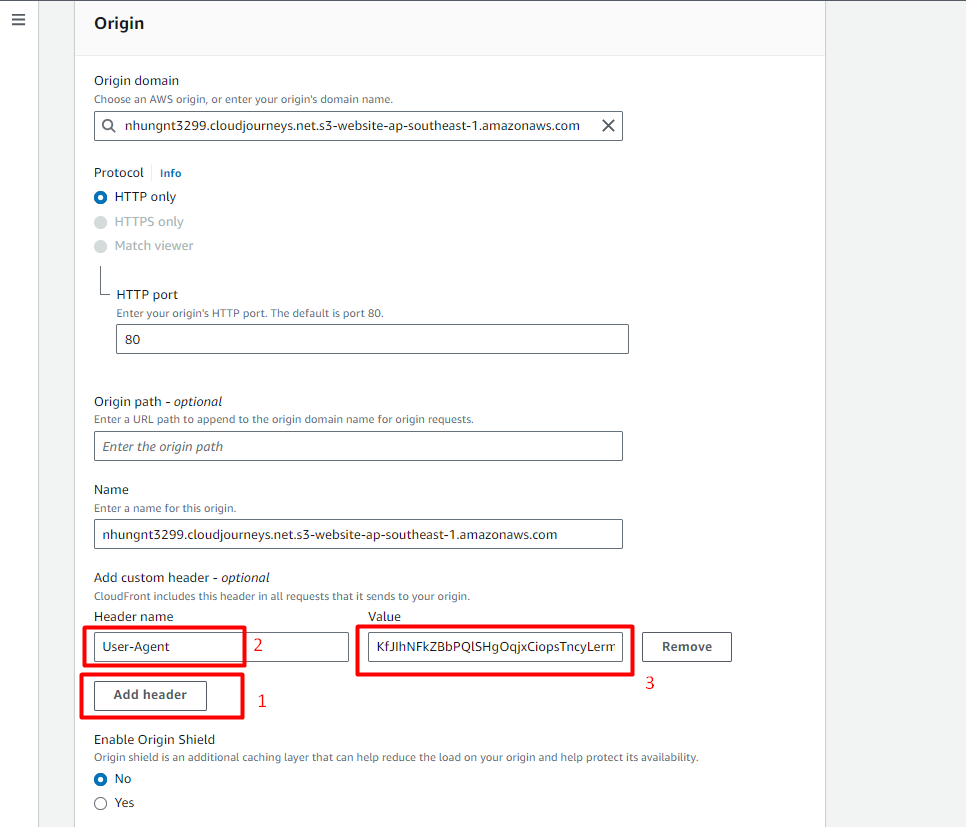 Origin
Origin domain
Choose an AWS origin, or enter your origin's domain name.
nhungnt3299.cloudjourneys.net.s3-website-ap-southeast-1.amazonaws.com
Protocol Info
HTTP only
HTTPS only
Match viewer
HTTP port
Enter your origin's HTTP port. The default is port 80.
80
Origin path - optional
Enter a URL path to append to the origin domain name for origin requests.
Enter the origin path
Name
Enter a name for this origin.
nhungnt3299.cloudjourneys.net.s3-website-ap-southeast-1.amazonaws.com
Add custom header - optional
CloudFront includes this header in all requests that it sends to your origin.
Header name Value
User-Agent 2 KfJIhNFkZBbPQlSHgOqjxCiopsTncyLerm Remove
3
Add header 1
Enable Origin Shield
Origin shield is an additional caching layer that can help reduce the load on your origin and help protect its availability.
No
Yes